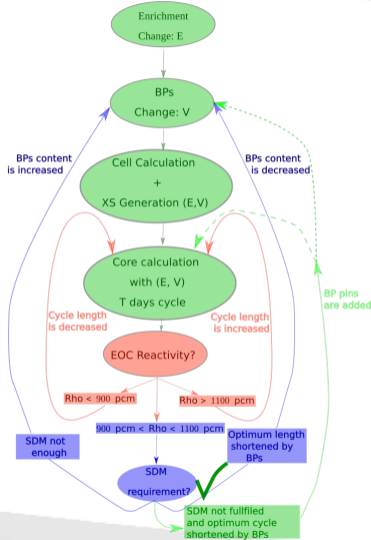 Enrichment
Change: E
BPs
Change: V
BPs content
is increased
BPs content
is decreased
Cell Calculation
+
XS Generation (E,V)
Core calculation
with (E, V)
T days cycle
BP pins
are added
Cycle length
is decreased
Cycle length
is increased
EOC Reactivity?
Rho < 900 pcm
Rho > 1100 pcm
900 pcm < Rho < 1100 pcm
SDM not
enough
Optimum length
shortened by
BPs
SDM
requirement?
SDM not fullfiled
and optimum cycle
shortened by BPs